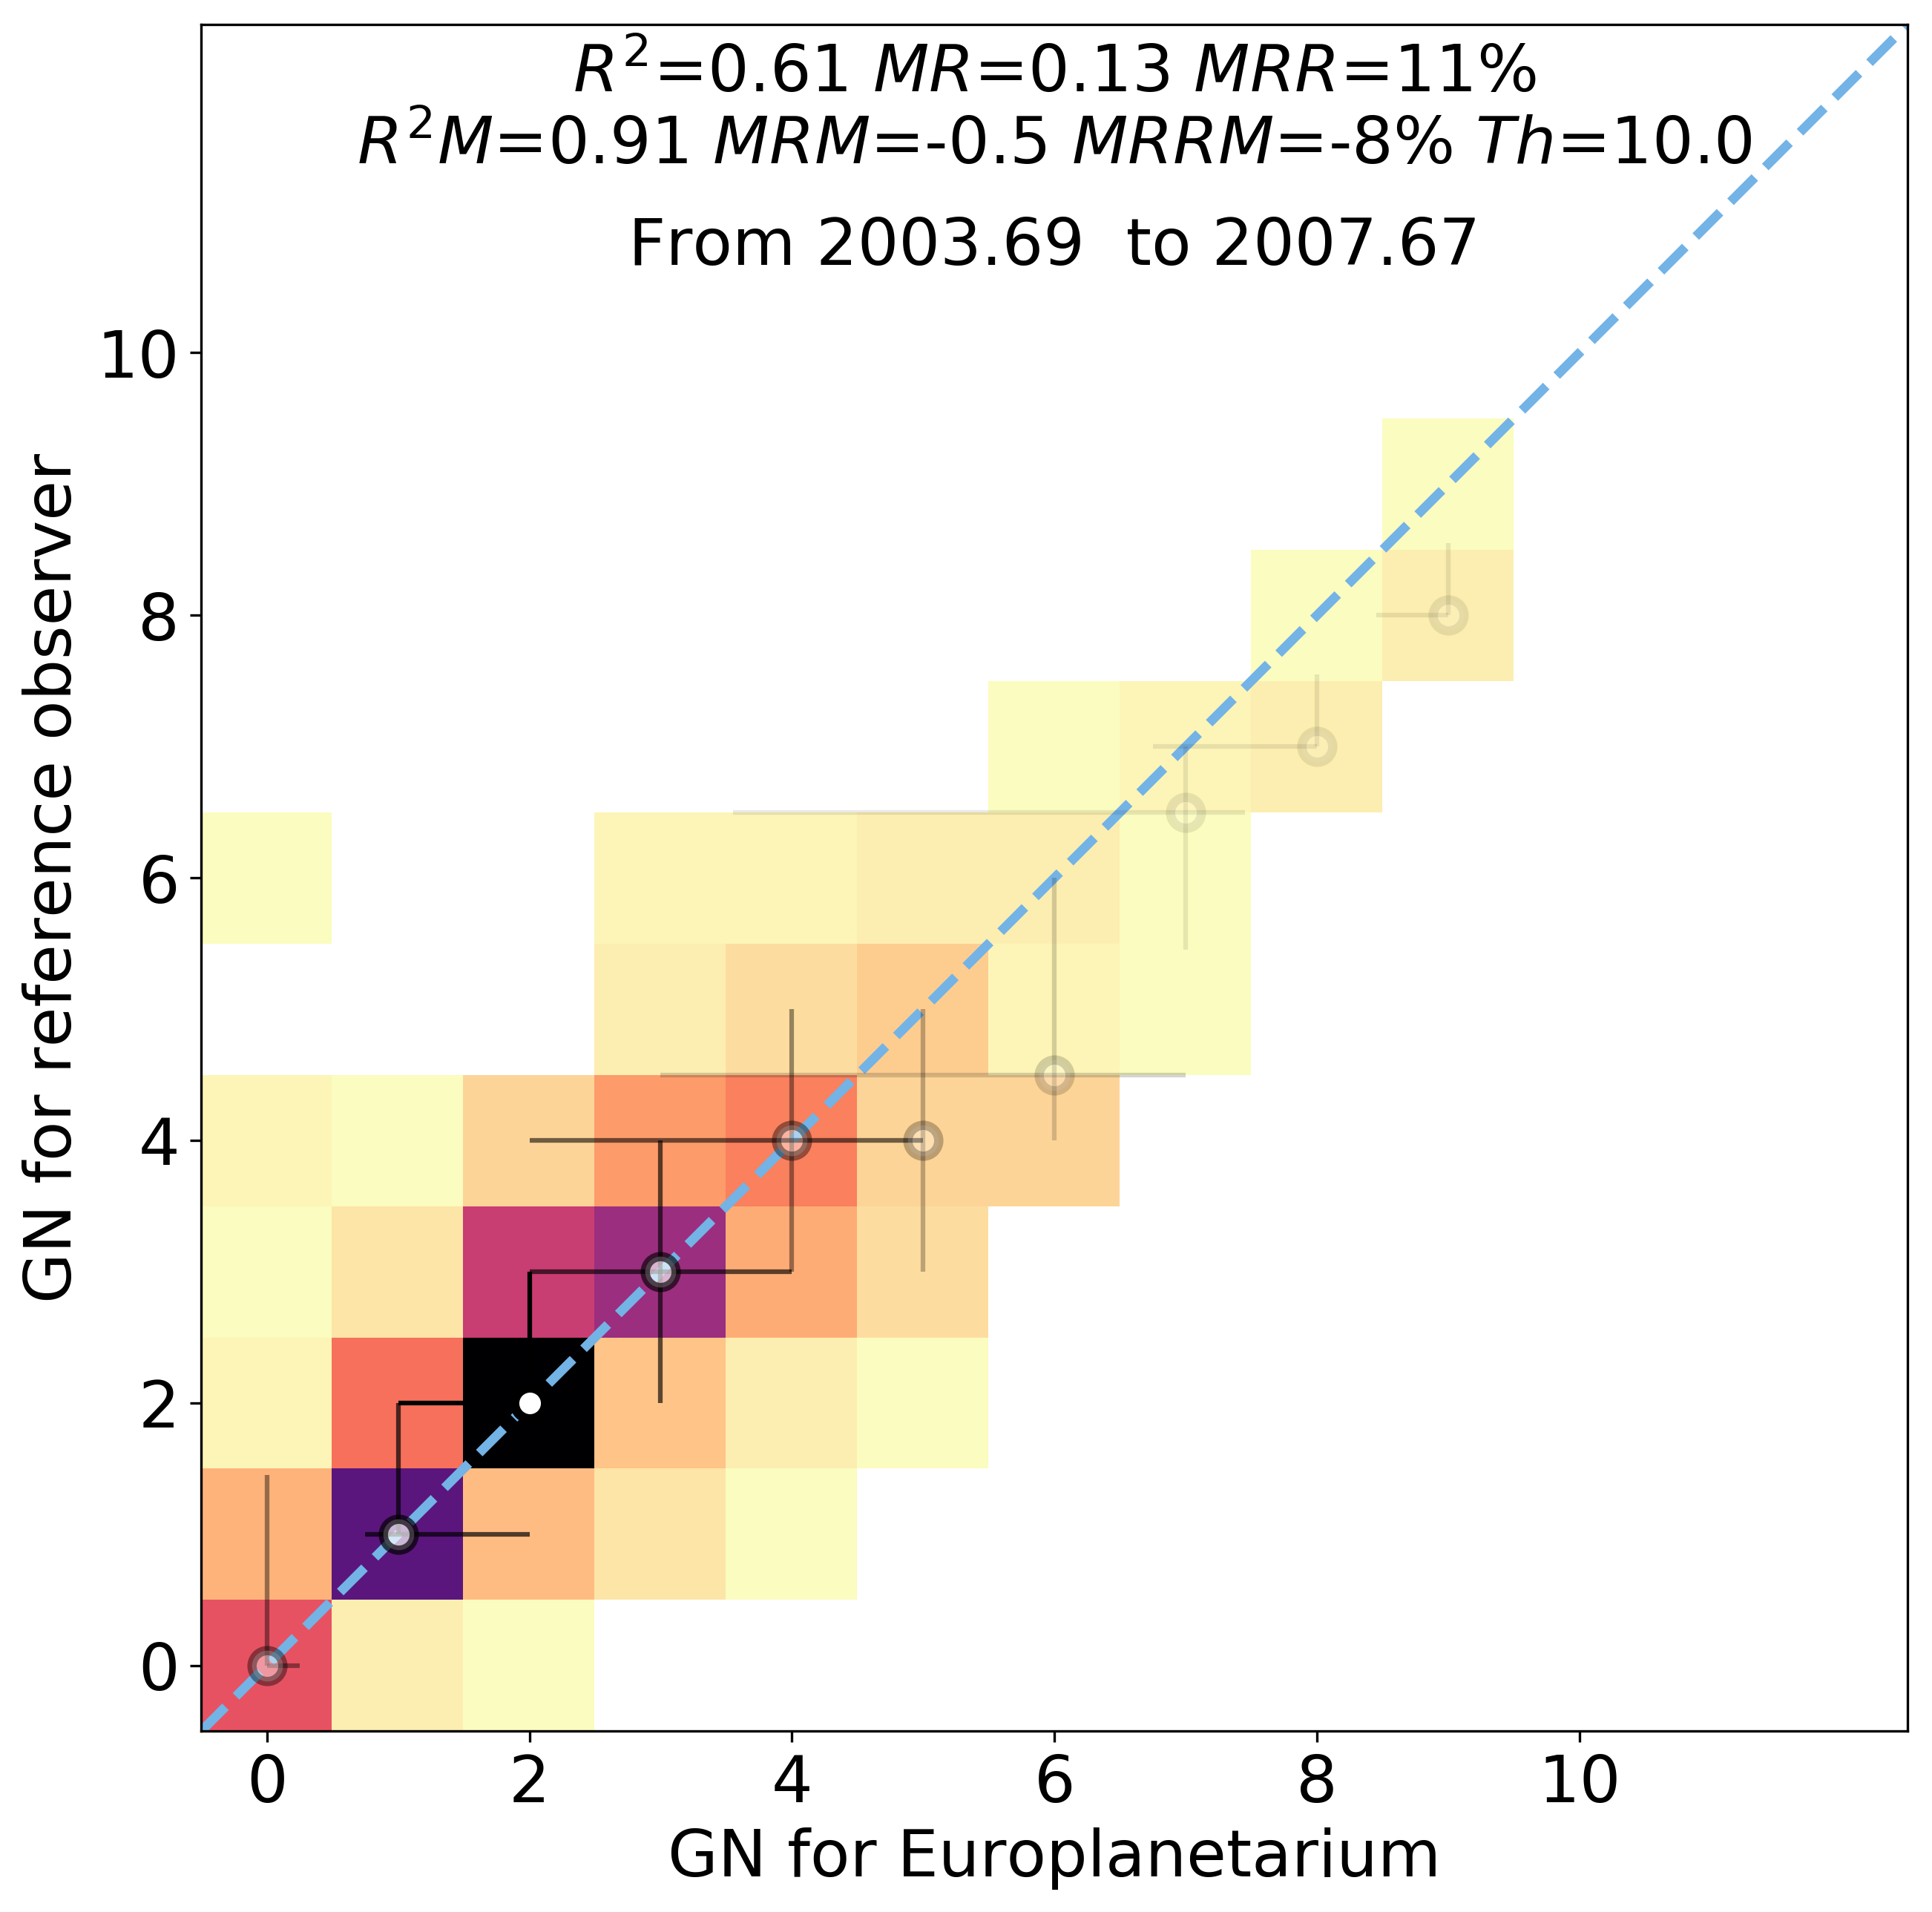 R²=0.61 MR=0.13 MRR=11%
R²M=0.91 MRM=-0.5 MRRM=-8% Th=10.0
From 2003.69  to 2007.67
GN for reference observer
10
8
6
4
2
0
0 2 4 6 8 10
GN for Europlanetarium